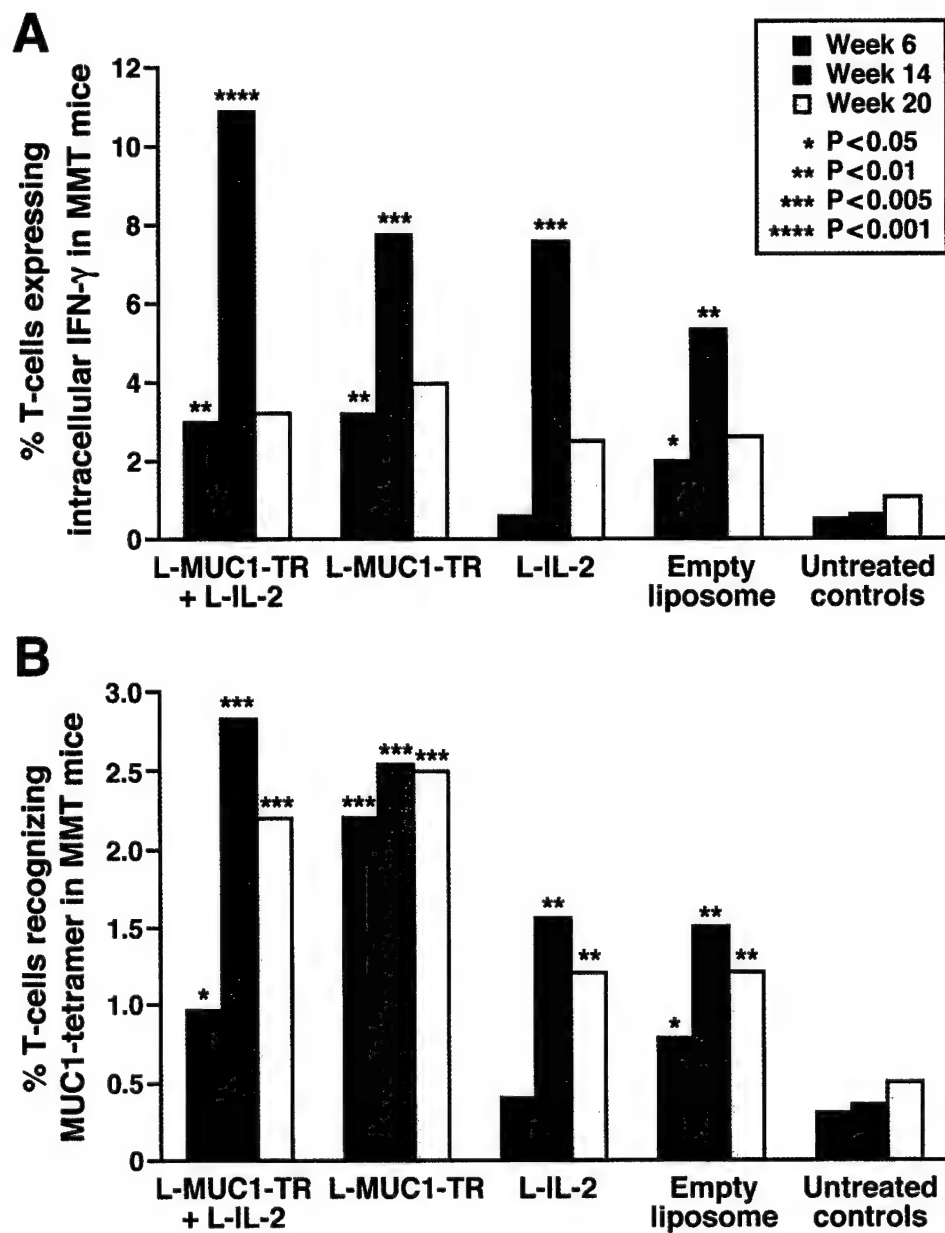 A
% T-cells expressing
intracellular IFN-γ in MMT mice
12
10
8
6
4
2
0
****
**
***
**
***
**
*
Week 6
Week 14
Week 20
* P<0.05
** P<0.01
*** P<0.005
**** P<0.001
L-MUC1-TR
+ L-IL-2
L-MUC1-TR
L-IL-2
Empty
liposome
Untreated
controls
B
% T-cells recognizing
MUC1-tetramer in MMT mice
3.0
2.5
2.0
1.5
1.0
0.5
0
***
***
*
***
***
***
**
**
**
**
*
L-MUC1-TR
+ L-IL-2
L-MUC1-TR
L-IL-2
Empty
liposome
Untreated
controls